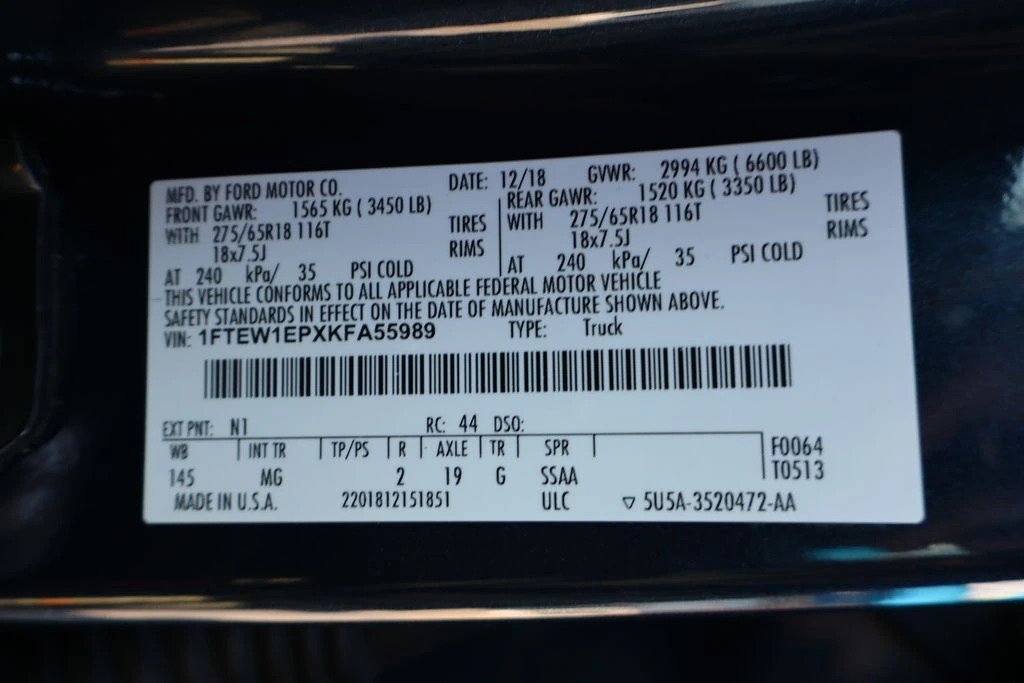 MFD. BY FORD MOTOR CO. DATE: 12/18 GVWR: 2994 KG ( 6600 LB)
FRONT GAWR: 1565 KG ( 3450 LB) REAR GAWR: 1520 KG ( 3350 LB)
WITH 275/65R18 116T TIRES WITH 275/65R18 116T TIRES
18x7.5J RIMS 18x7.5J RIMS
AT 240 kPa/ 35 PSI COLD AT 240 kPa/ 35 PSI COLD
THIS VEHICLE CONFORMS TO ALL APPLICABLE FEDERAL MOTOR VEHICLE
SAFETY STANDARDS IN EFFECT ON THE DATE OF MANUFACTURE SHOWN ABOVE.
VIN: 1FTEW1EPXKFA55989 TYPE: Truck
EXT PNT: N1 RC: 44 DSO:
WB INT TR TP/PS R AXLE TR SPR F0064
145 MG 2 19 G SSAA T0513
MADE IN U.S.A. 2201812151851 ULC ▽ 5U5A-3520472-AA